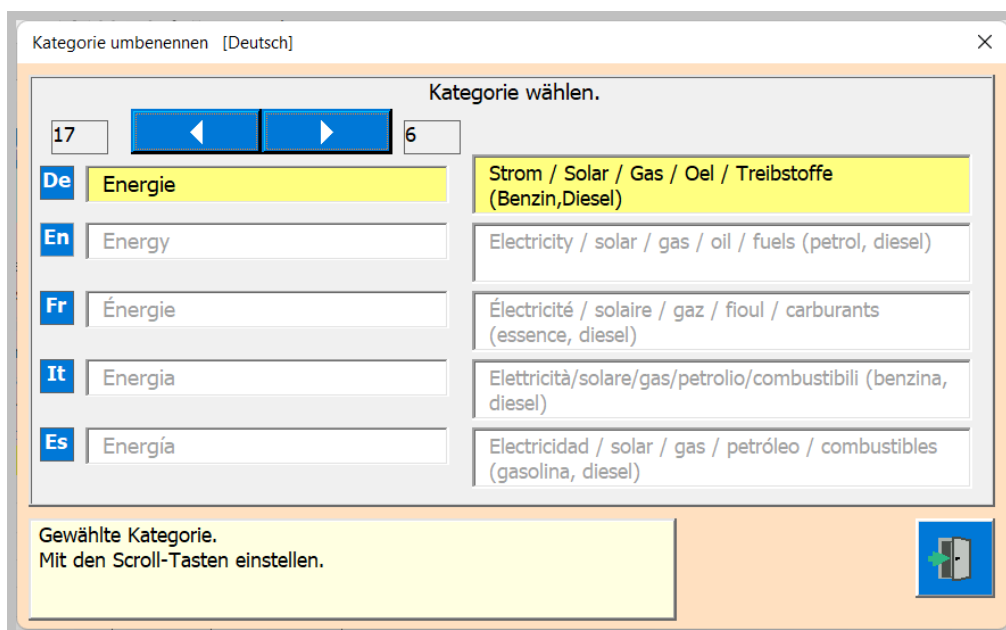 Kategorie umbenennen [Deutsch]
Kategorie wählen.
17
6
De
Energie
Strom / Solar / Gas / Oel / Treibstoffe
(Benzin,Diesel)
En
Energy
Electricity / solar / gas / oil / fuels (petrol, diesel)
Fr
Énergie
Électricité / solaire / gaz / fioul / carburants
(essence, diesel)
It
Energia
Elettricità/solare/gas/petrolio/combustibili (benzina,
diesel)
Es
Energía
Electricidad / solar / gas / petróleo / combustibles
(gasolina, diesel)
Gewählte Kategorie.
Mit den Scroll-Tasten einstellen.